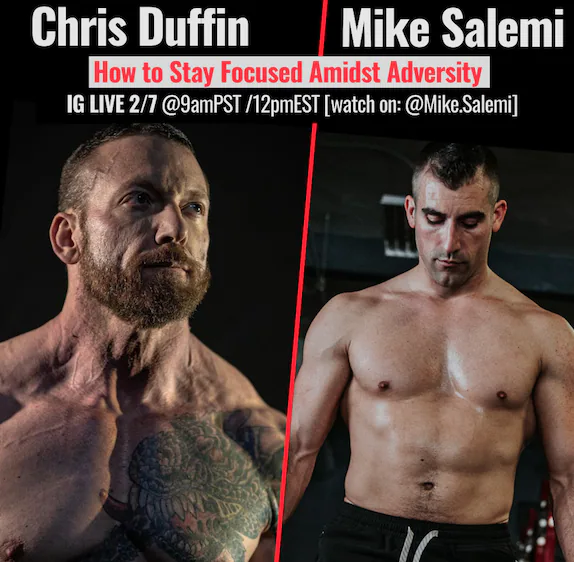 Chris Duffin
Mike Salemi
How to Stay Focused Amidst Adversity
IG LIVE 2/7 @9amPST /12pmEST [watch on: @Mike.Salemi]